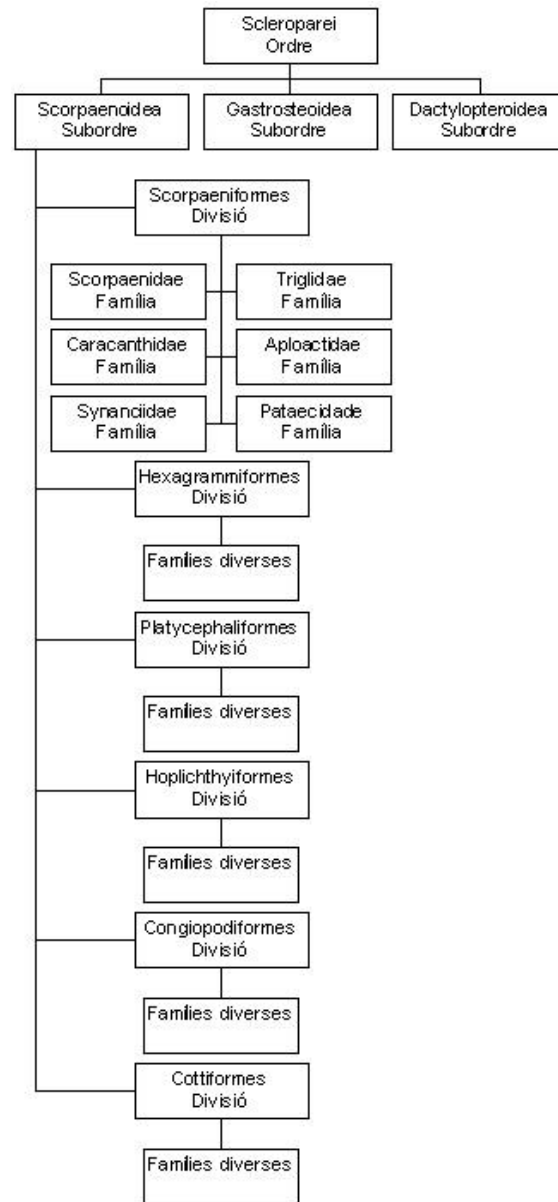 Scleroparei
Ordre
Scorpaenoidea
Subordre
Gastrosteoidea
Subordre
Dactylopteroidea
Subordre
Scorpaeniformes
Divisió
Scorpaenidae
Família
Triglidae
Família
Caracanthidae
Família
Aploactidae
Família
Synanciidae
Família
Pataecidade
Família
Hexagrammiformes
Divisió
Famílies diverses
Platycephaliformes
Divisió
Famílies diverses
Hoplichthyiformes
Divisió
Famílies diverses
Congiopodiformes
Divisió
Famílies diverses
Cottiformes
Divisió
Famílies diverses